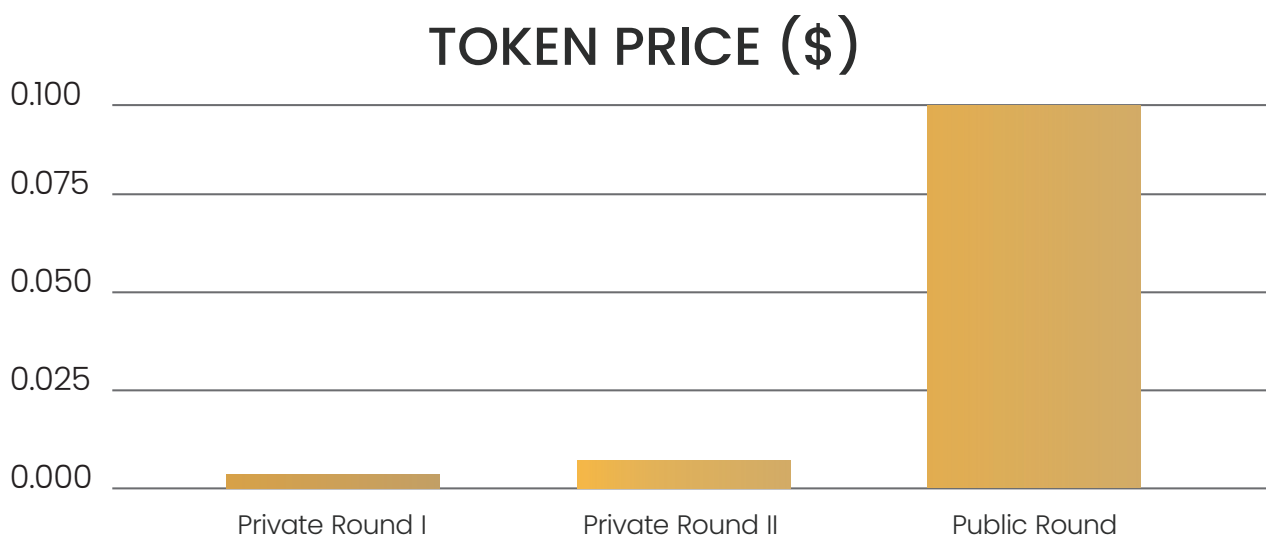 TOKEN PRICE ($)
0.100
0.075
0.050
0.025
0.000
Private Round I
Private Round II
Public Round